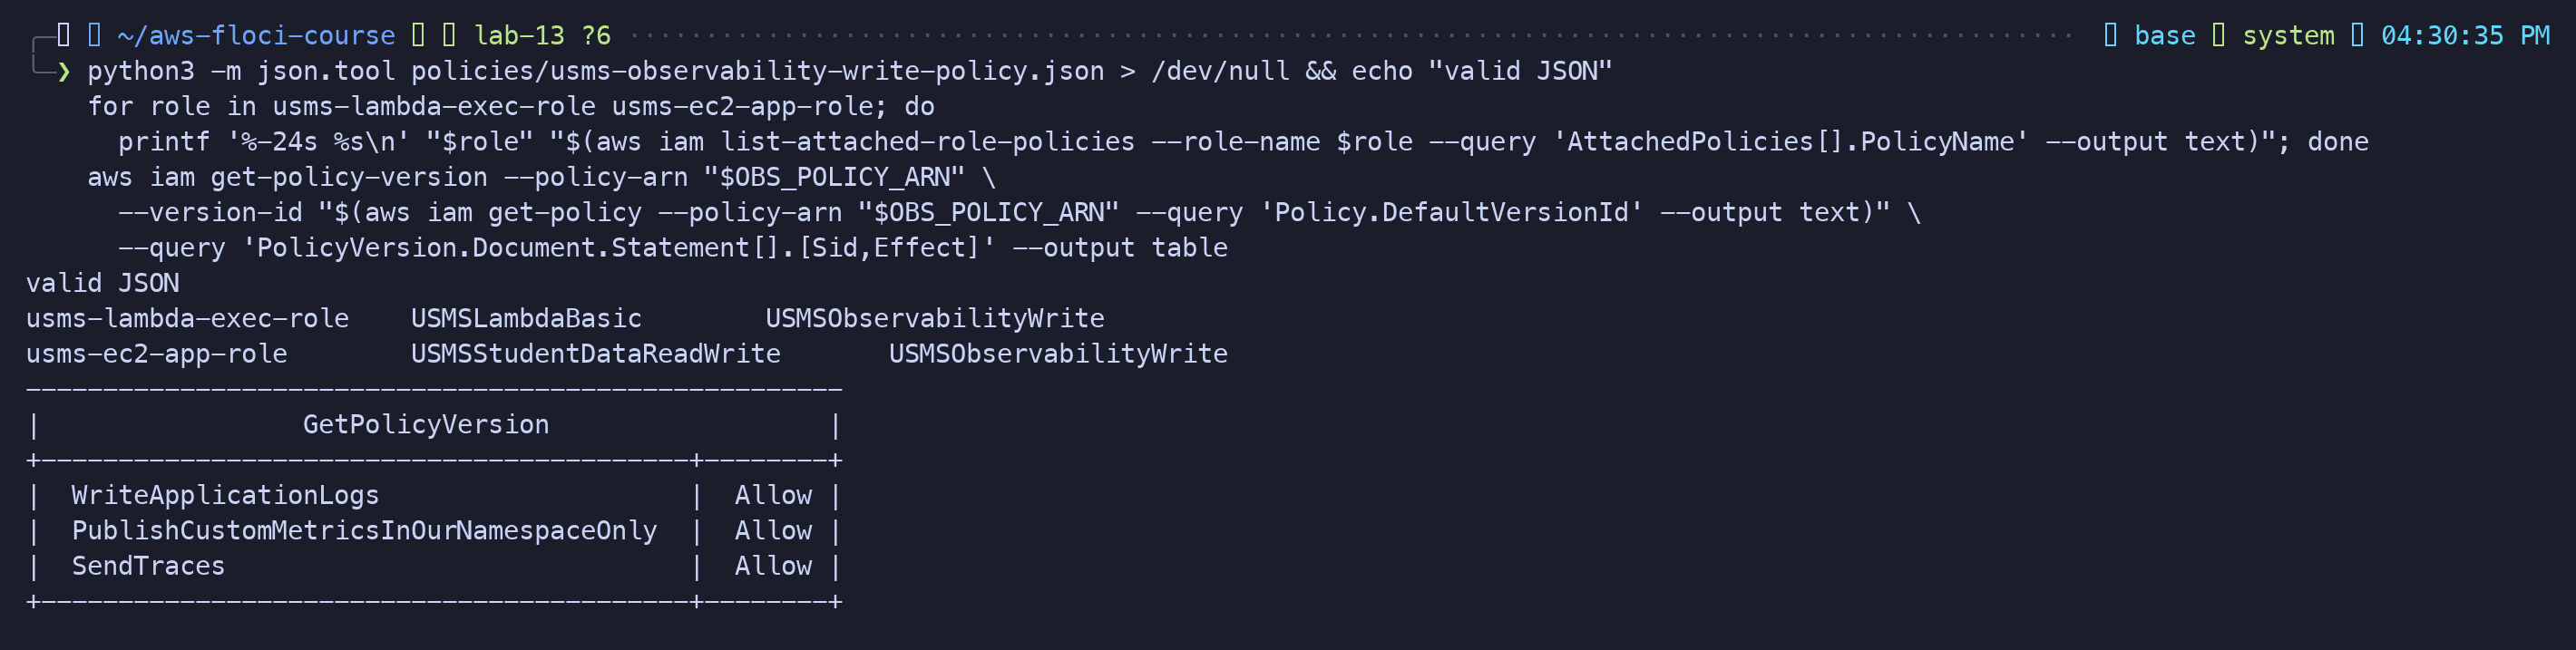 ~/aws-floci-course lab-13 ?6 ················ base system 04:30:35 PM
❯ python3 -m json.tool policies/usms-observability-write-policy.json > /dev/null && echo "valid JSON"
for role in usms-lambda-exec-role usms-ec2-app-role; do
printf '%-24s %s\n' "$role" "$(aws iam list-attached-role-policies --role-name $role --query 'AttachedPolicies[].PolicyName' --output text)"; done
aws iam get-policy-version --policy-arn "$OBS_POLICY_ARN" \
--version-id "$(aws iam get-policy --policy-arn "$OBS_POLICY_ARN" --query 'Policy.DefaultVersionId' --output text)" \
--query 'PolicyVersion.Document.Statement[].[Sid,Effect]' --output table
valid JSON
usms-lambda-exec-role    USMSLambdaBasic        USMSObservabilityWrite
usms-ec2-app-role        USMSStudentDataReadWrite       USMSObservabilityWrite
-----------------------------------------------------
|                 GetPolicyVersion                  |
+------------------------------------------+--------+
|  WriteApplicationLogs                    |  Allow |
|  PublishCustomMetricsInOurNamespaceOnly  |  Allow |
|  SendTraces                              |  Allow |
+------------------------------------------+--------+